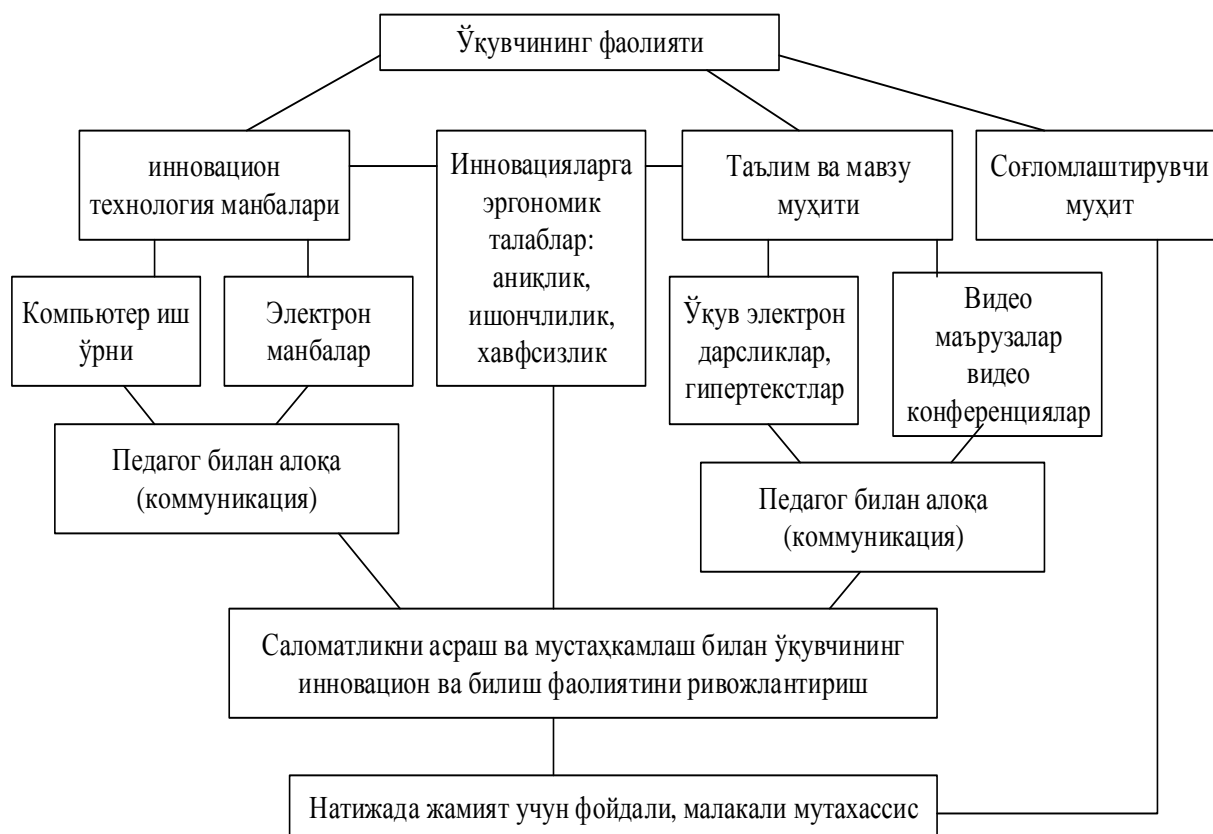 Ўқувчининг фаолияти
инновацион
технология манбалари
Инновацияларга
эргономик
талаблар:
аниқлик,
ишончлилик,
хавфсизлик
Таълим ва мавзу
муҳити
Соғломлаштирувчи
муҳит
Компьютер иш
ўрни
Электрон
манбалар
Ўқув электрон
дарсликлар,
гипертекстлар
Видео
маърузалар
видео
конференциялар
Педагог билан алоқа
(коммуникация)
Педагог билан алоқа
(коммуникация)
Саломатликни асраш ва мустаҳкамлаш билан ўқувчининг
инновацион ва билиш фаолиятини ривожлантириш
Натижада жамият учун фойдали, малакали мутахассис